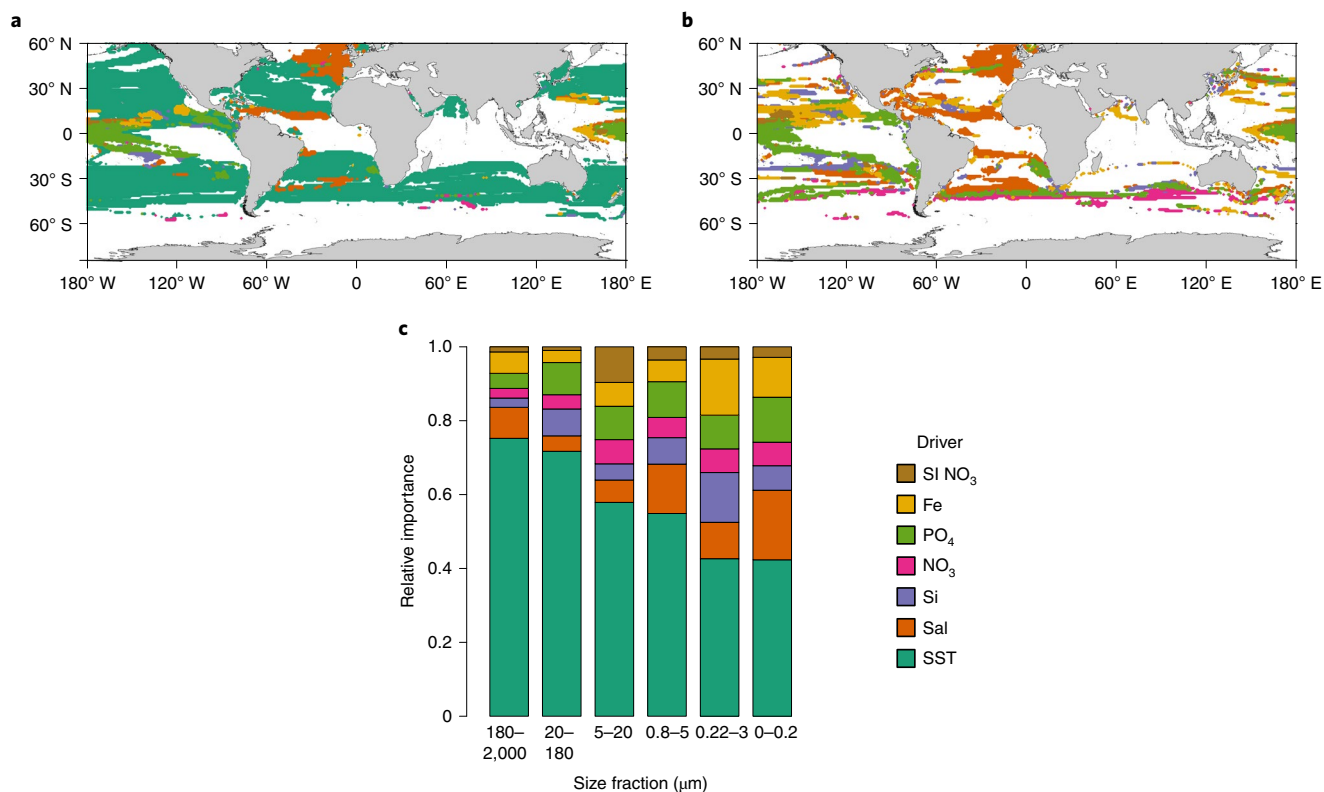 a
60° N
30° N
0
30° S
60° S
180° W
120° W
60° W
0
60° E
120° E
180° E
b
60° N
30° N
0
30° S
60° S
180° W
120° W
60° W
0
60° E
120° E
180° E
c
Relative importance
1.0
0.8
0.6
0.4
0.2
0
180–
2,000
20–
180
5–20
0.8–5
0.22–3
0–0.2
Size fraction (μm)
Driver
SI NO₃
Fe
PO₄
NO₃
Si
Sal
SST